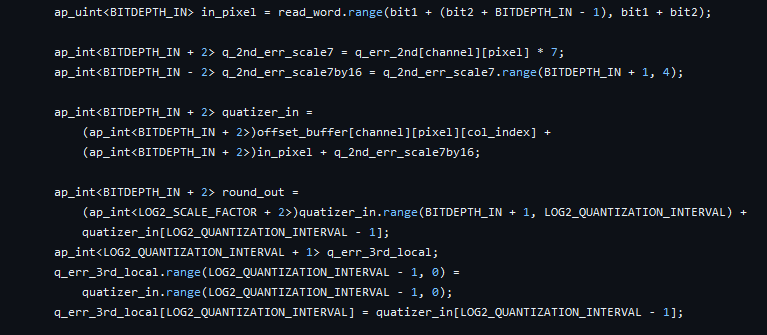 ap_uint<BITDEPTH_IN> in_pixel = read_word.range(bit1 + (bit2 + BITDEPTH_IN - 1), bit1 + bit2);
ap_int<BITDEPTH_IN + 2> q_2nd_err_scale7 = q_err_2nd[channel][pixel] * 7;
ap_int<BITDEPTH_IN - 2> q_2nd_err_scale7by16 = q_2nd_err_scale7.range(BITDEPTH_IN + 1, 4);
ap_int<BITDEPTH_IN + 2> quatizer_in =
(ap_int<BITDEPTH_IN + 2>)offset_buffer[channel][pixel][col_index] +
(ap_int<BITDEPTH_IN + 2>)in_pixel + q_2nd_err_scale7by16;
ap_int<BITDEPTH_IN + 2> round_out =
(ap_int<LOG2_SCALE_FACTOR + 2>)quatizer_in.range(BITDEPTH_IN + 1, LOG2_QUANTIZATION_INTERVAL) +
quatizer_in[LOG2_QUANTIZATION_INTERVAL - 1];
ap_int<LOG2_QUANTIZATION_INTERVAL + 1> q_err_3rd_local;
q_err_3rd_local.range(LOG2_QUANTIZATION_INTERVAL - 1, 0) =
quatizer_in.range(LOG2_QUANTIZATION_INTERVAL - 1, 0);
q_err_3rd_local[LOG2_QUANTIZATION_INTERVAL] = quatizer_in[LOG2_QUANTIZATION_INTERVAL - 1];